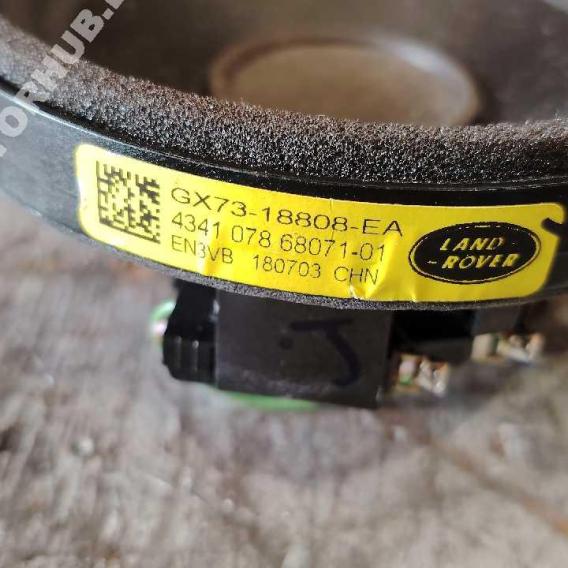 GX73-18808-EA
4341 078 68071-01
EN3VB 180703 CHN
LAND
ROVER
J